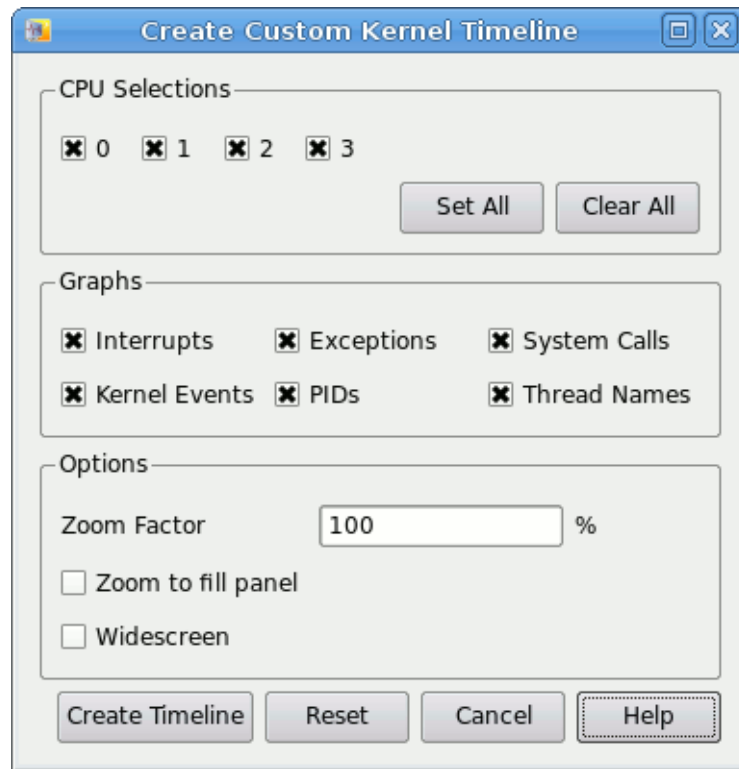 Create Custom Kernel Timeline
CPU Selections
0 1 2 3
Set All Clear All
Graphs
Interrupts Exceptions System Calls
Kernel Events PIDs Thread Names
Options
Zoom Factor 100 %
Zoom to fill panel
Widescreen
Create Timeline Reset Cancel Help